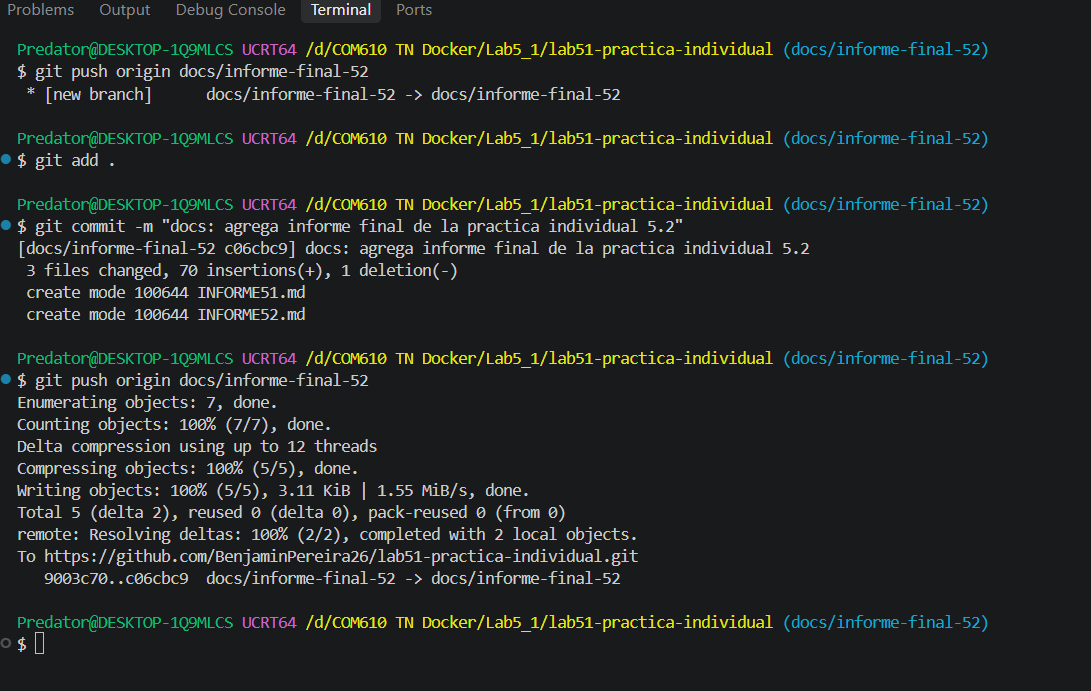 Problems Output Debug Console Terminal Ports
Predator@DESKTOP-1Q9MLCS UCRT64 /d/COM610 TN Docker/Lab5_1/lab51-practica-individual (docs/informe-final-52)
$ git push origin docs/informe-final-52
 * [new branch]      docs/informe-final-52 -> docs/informe-final-52
Predator@DESKTOP-1Q9MLCS UCRT64 /d/COM610 TN Docker/Lab5_1/lab51-practica-individual (docs/informe-final-52)
$ git add .
Predator@DESKTOP-1Q9MLCS UCRT64 /d/COM610 TN Docker/Lab5_1/lab51-practica-individual (docs/informe-final-52)
$ git commit -m "docs: agrega informe final de la practica individual 5.2"
[docs/informe-final-52 c06cbc9] docs: agrega informe final de la practica individual 5.2
 3 files changed, 70 insertions(+), 1 deletion(-)
 create mode 100644 INFORME51.md
 create mode 100644 INFORME52.md
Predator@DESKTOP-1Q9MLCS UCRT64 /d/COM610 TN Docker/Lab5_1/lab51-practica-individual (docs/informe-final-52)
$ git push origin docs/informe-final-52
Enumerating objects: 7, done.
Counting objects: 100% (7/7), done.
Delta compression using up to 12 threads
Compressing objects: 100% (5/5), done.
Writing objects: 100% (5/5), 3.11 KiB | 1.55 MiB/s, done.
Total 5 (delta 2), reused 0 (delta 0), pack-reused 0 (from 0)
remote: Resolving deltas: 100% (2/2), completed with 2 local objects.
To https://github.com/BenjaminPereira26/lab51-practica-individual.git
   9003c70..c06cbc9  docs/informe-final-52 -> docs/informe-final-52
Predator@DESKTOP-1Q9MLCS UCRT64 /d/COM610 TN Docker/Lab5_1/lab51-practica-individual (docs/informe-final-52)
$